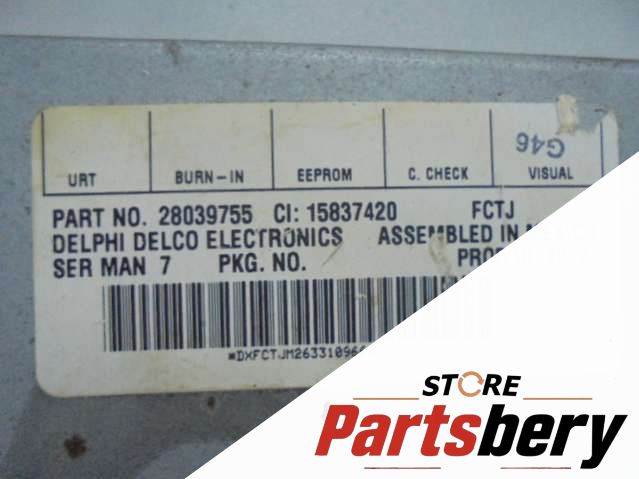 G46
URT BURN-IN EEPROM C. CHECK VISUAL
PART NO. 28039755 CI: 15837420 FCTJ
DELPHI DELCO ELECTRONICS ASSEMBLED IN
SER MAN 7 PKG. NO.
STORE
Partsbery